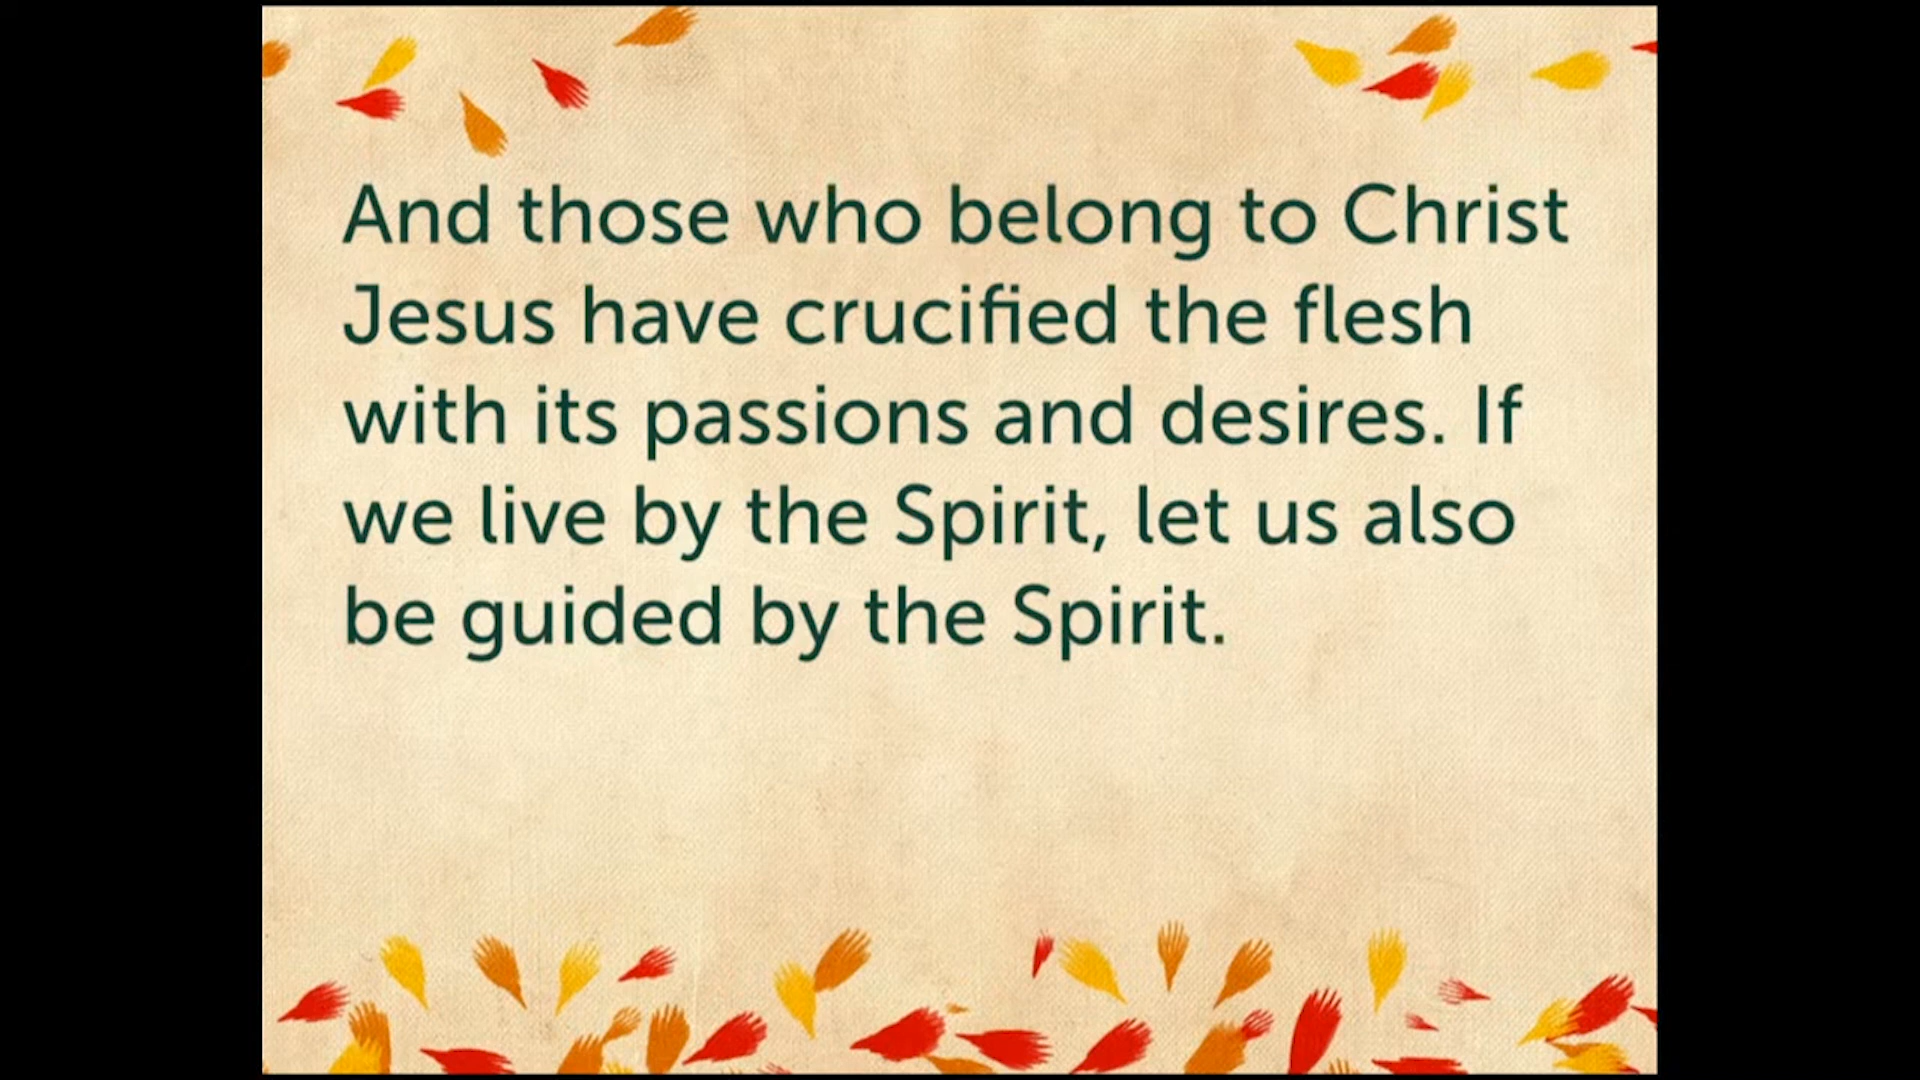 And those who belong to Christ
Jesus have crucified the flesh
with its passions and desires. If
we live by the Spirit, let us also
be guided by the Spirit.